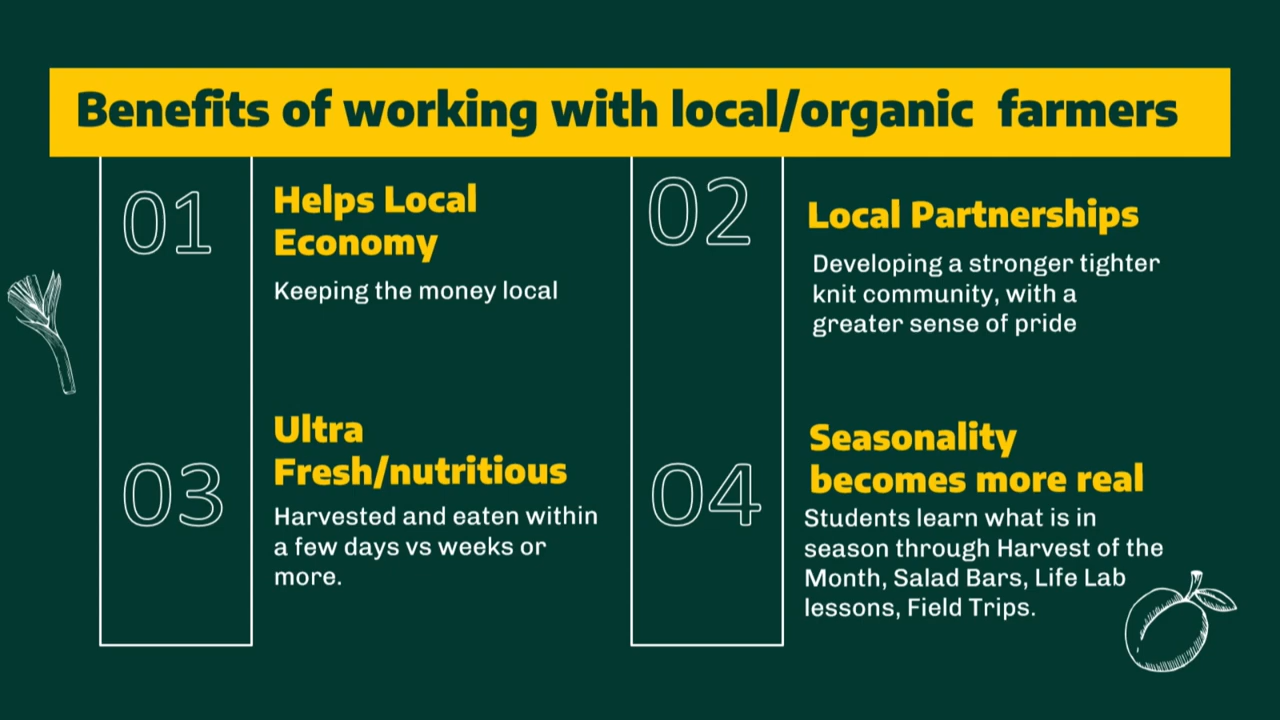 Benefits of working with local/organic farmers
01
Helps Local
Economy
Keeping the money local
02
Local Partnerships
Developing a stronger tighter
knit community, with a
greater sense of pride
03
Ultra
Fresh/nutritious
Harvested and eaten within
a few days vs weeks or
more.
04
Seasonality
becomes more real
Students learn what is in
season through Harvest of the
Month, Salad Bars, Life Lab
lessons, Field Trips.